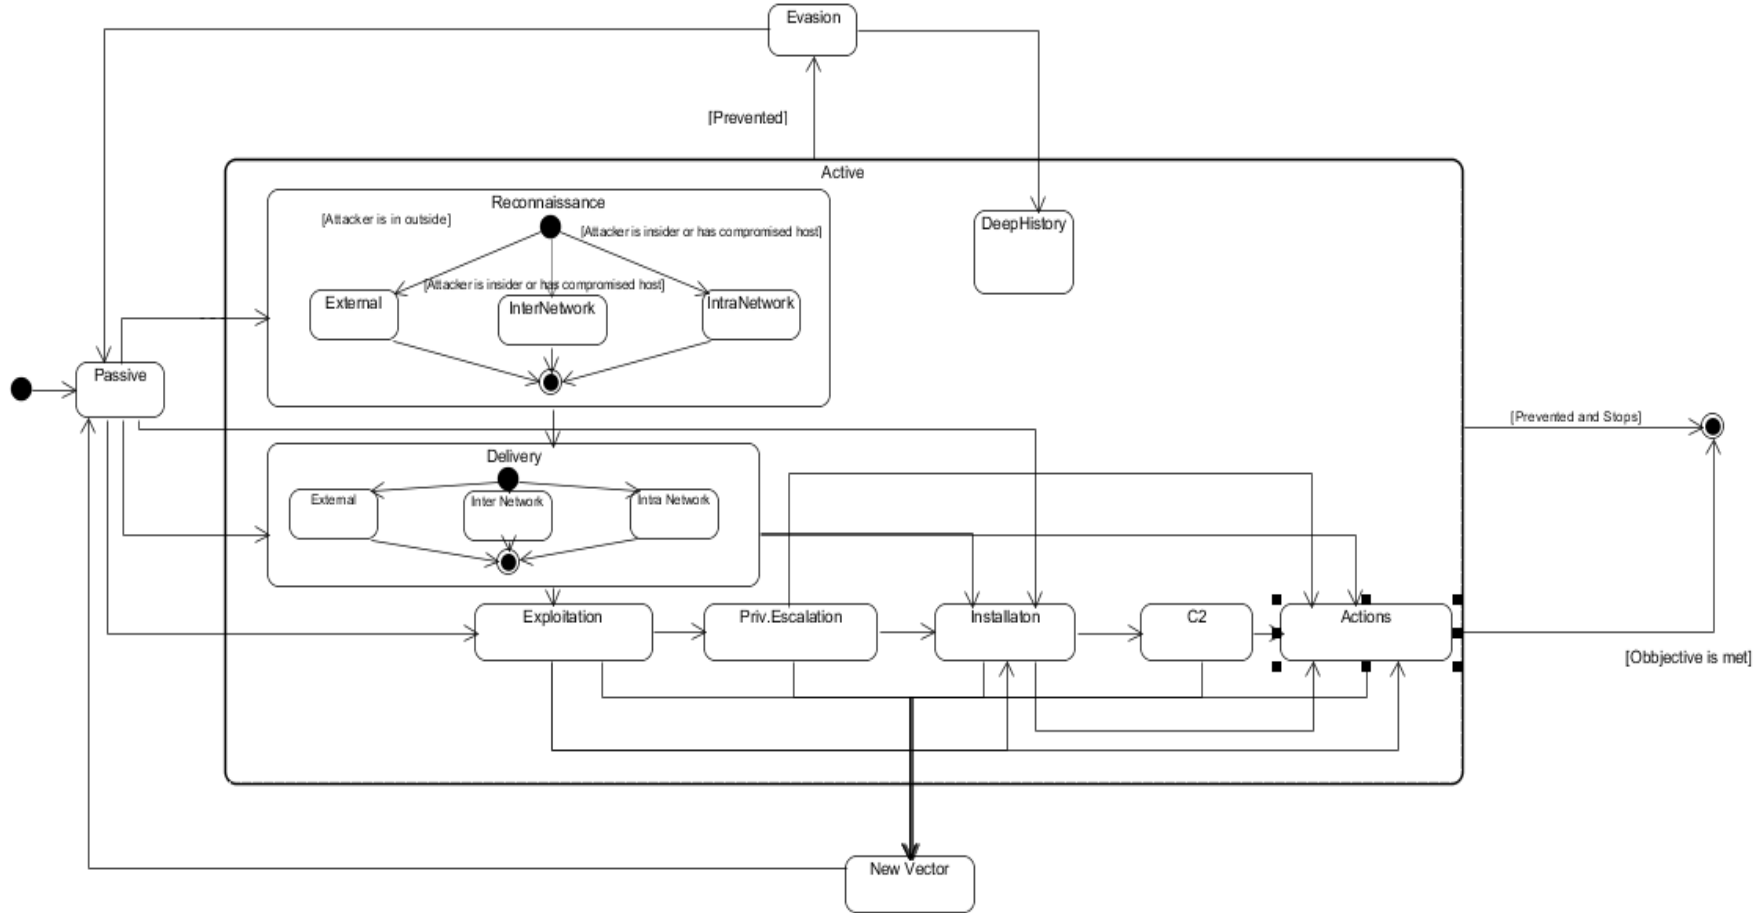 Evasion
[Prevented]
Active
Reconnaissance
[Attacker is in outside]
[Attacker is insider or has compromised host]
[Attacker is insider or has compromised host]
External
InterNetwork
IntraNetwork
DeepHistory
Passive
[Prevented and Stops]
Delivery
External
Inter Network
Intra Network
Exploitation
Priv.Escalation
Installaton
C2
Actions
[Obbjective is met]
New Vector